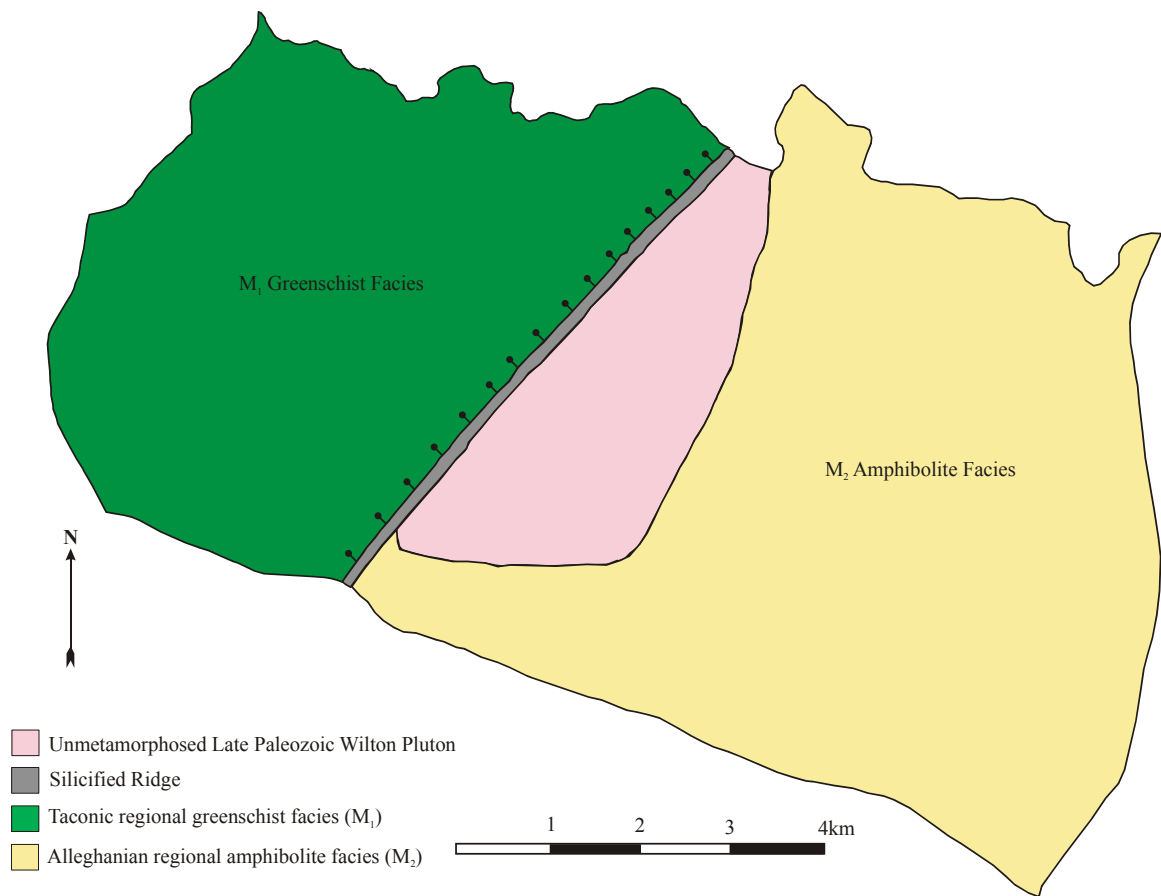 M₁ Greenschist Facies
M₂ Amphibolite Facies
N
Unmetamorphosed Late Paleozoic Wilton Pluton
Silicified Ridge
Taconic regional greenschist facies (M₁)
Alleghanian regional amphibolite facies (M₂)
1 2 3 4km